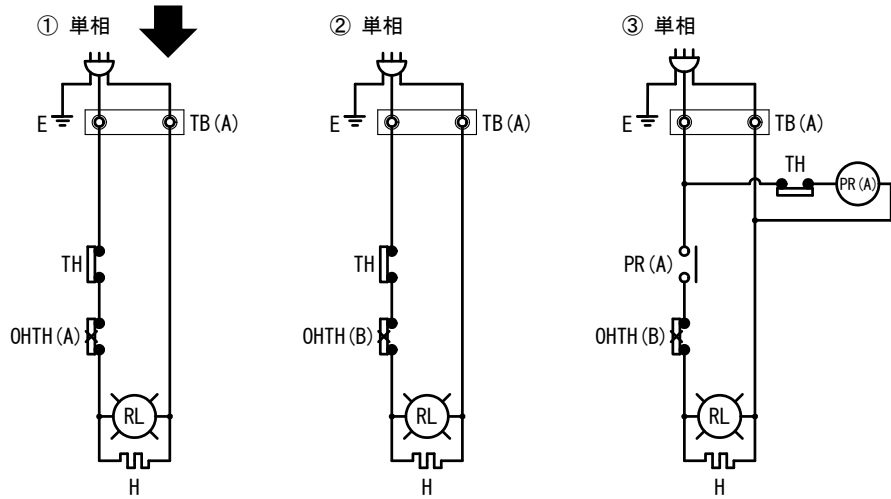 ① 単相
E
TB(A)
TH
OHTH(A)
RL
H
② 単相
E
TB(A)
TH
OHTH(B)
RL
H
③ 単相
E
TB(A)
TH
PR(A)
PR(A)
OHTH(B)
RL
H